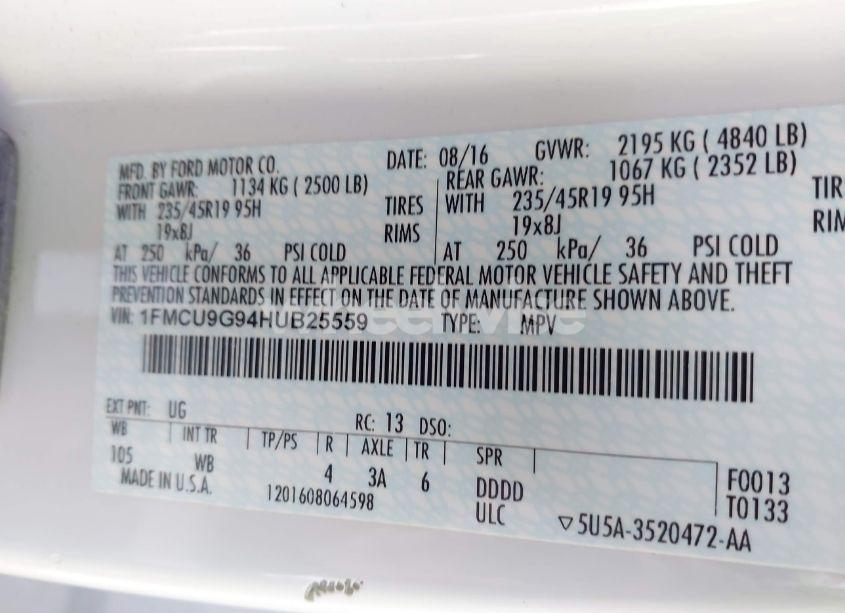 MFD. BY FORD MOTOR CO. DATE: 08/16 GVWR: 2195 KG ( 4840 LB)
FRONT GAWR: 1134 KG ( 2500 LB) REAR GAWR: 1067 KG ( 2352 LB)
WITH 235/45R19 95H TIRES WITH 235/45R19 95H TIR
19x8J RIMS 19x8J RIM
AT 250 kPa/ 36 PSI COLD AT 250 kPa/ 36 PSI COLD
THIS VEHICLE CONFORMS TO ALL APPLICABLE FEDERAL MOTOR VEHICLE SAFETY AND THEFT
PREVENTION STANDARDS IN EFFECT ON THE DATE OF MANUFACTURE SHOWN ABOVE.
VIN: 1FMCU9G94HUB25559 TYPE: MPV
EXT PNT: UG RC: 13 DSO:
WB INT TR TP/PS R AXLE TR SPR
105 WB 4 3A 6 DDDD F0013
MADE IN U.S.A. 1201608064598 ULC T0133
▽5U5A-3520472-AA